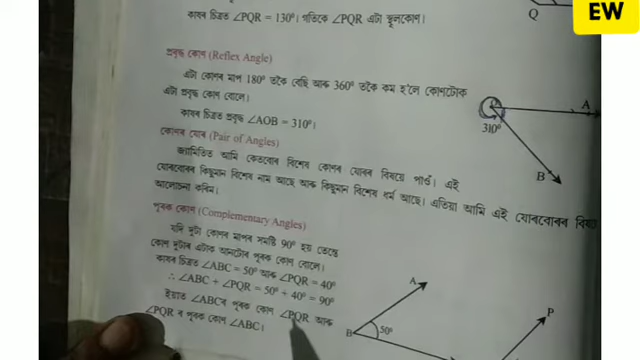 কাষৰ চিত্ৰত ∠PQR = 130°। গতিকে ∠PQR এটা স্থূলকোণ।
Q
EW
প্ৰবৃদ্ধ কোণ (Reflex Angle)
এটা কোণৰ মাপ 180° তকৈ বেছি আৰু 360° তকৈ কম হ'লে কোণটোক
এটা প্ৰবৃদ্ধ কোণ বোলে।
কাষৰ চিত্ৰত প্ৰবৃদ্ধ ∠AOB = 310°।
A
310°
B
কোণৰ যোৰ (Pair of Angles)
জ্যামিতিত আমি কেতবোৰ বিশেষ কোণৰ যোৰৰ বিষয়ে পাওঁ। এই
যোৰবোৰৰ কিছুমান বিশেষ নাম আছে আৰু কিছুমান বিশেষ ধৰ্ম আছে। এতিয়া আমি এই যোৰবোৰৰ বিষয়
আলোচনা কৰিম।
পূৰক কোণ (Complementary Angles)
যদি দুটা কোণৰ মাপৰ সমষ্টি 90° হয় তেন্তে
কোণ দুটাৰ এটাক আনটোৰ পূৰক কোণ বোলে।
কাষৰ চিত্ৰত ∠ABC = 50° আৰু ∠PQR = 40°
∴ ∠ABC + ∠PQR = 50° + 40° = 90°
ইয়াত ∠ABCৰ পূৰক কোণ ∠PQR আৰু
∠PQR ৰ পূৰক কোণ ∠ABC।
A
B
50°
P